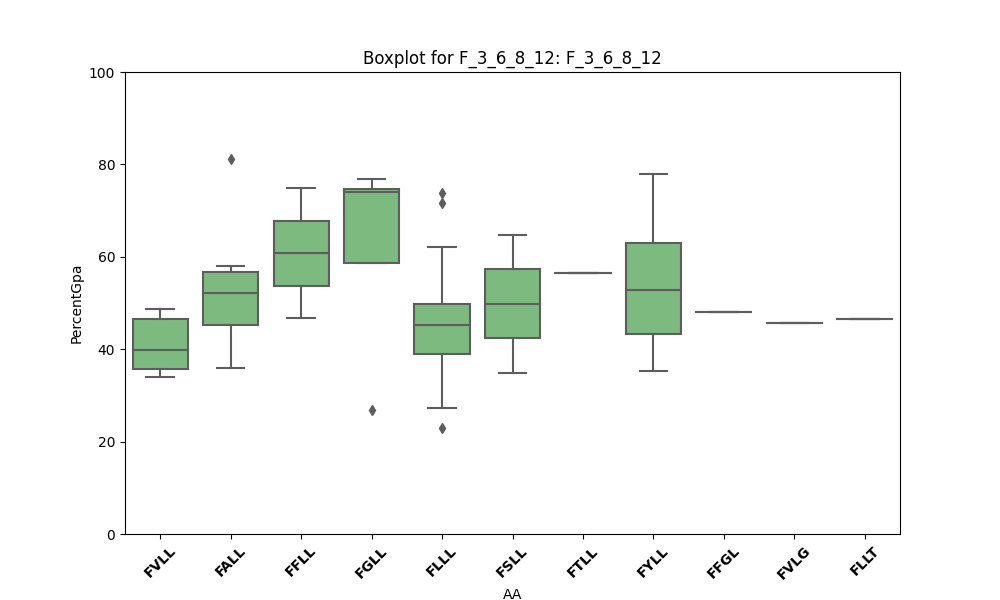 Boxplot for F_3_6_8_12: F_3_6_8_12
100
80
60
40
20
0
PercentGpa
FVLL
FALL
FFLL
FGLL
FLLL
FSLL
FTLL
FYLL
FFGL
FVLG
FLLT
AA